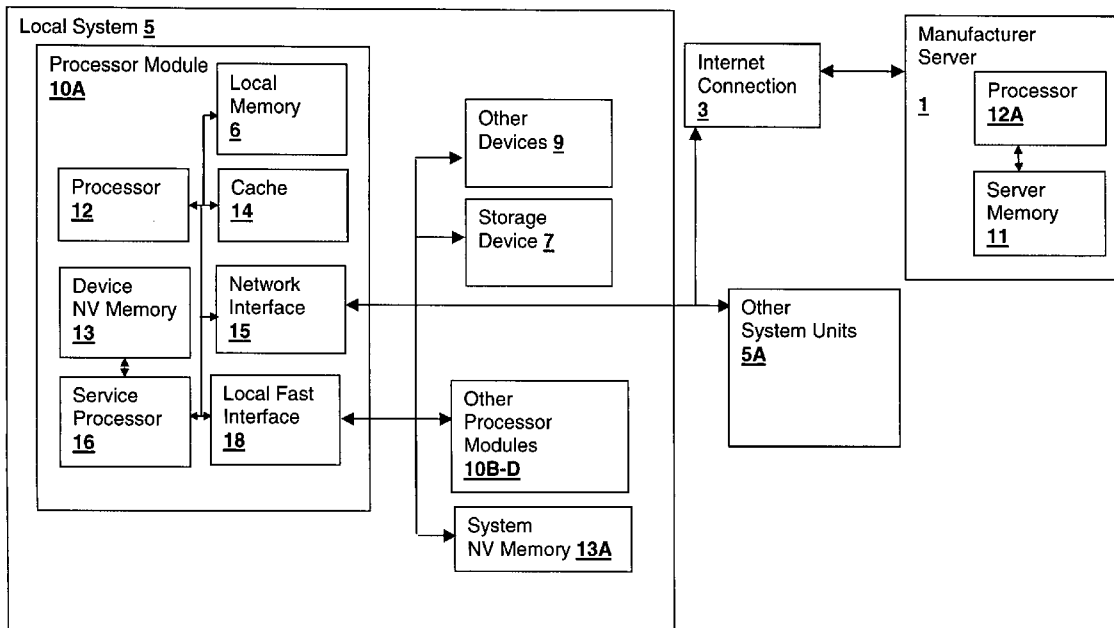 Local System 5
Processor Module
10A
Local
Memory
6
Processor
12
Cache
14
Device
NV Memory
13
Network
Interface
15
Service
Processor
16
Local Fast
Interface
18
Other
Devices 9
Storage
Device 7
Other
Processor
Modules
10B-D
System
NV Memory 13A
Internet
Connection
3
Other
System Units
5A
Manufacturer
Server
1
Processor
12A
Server
Memory
11